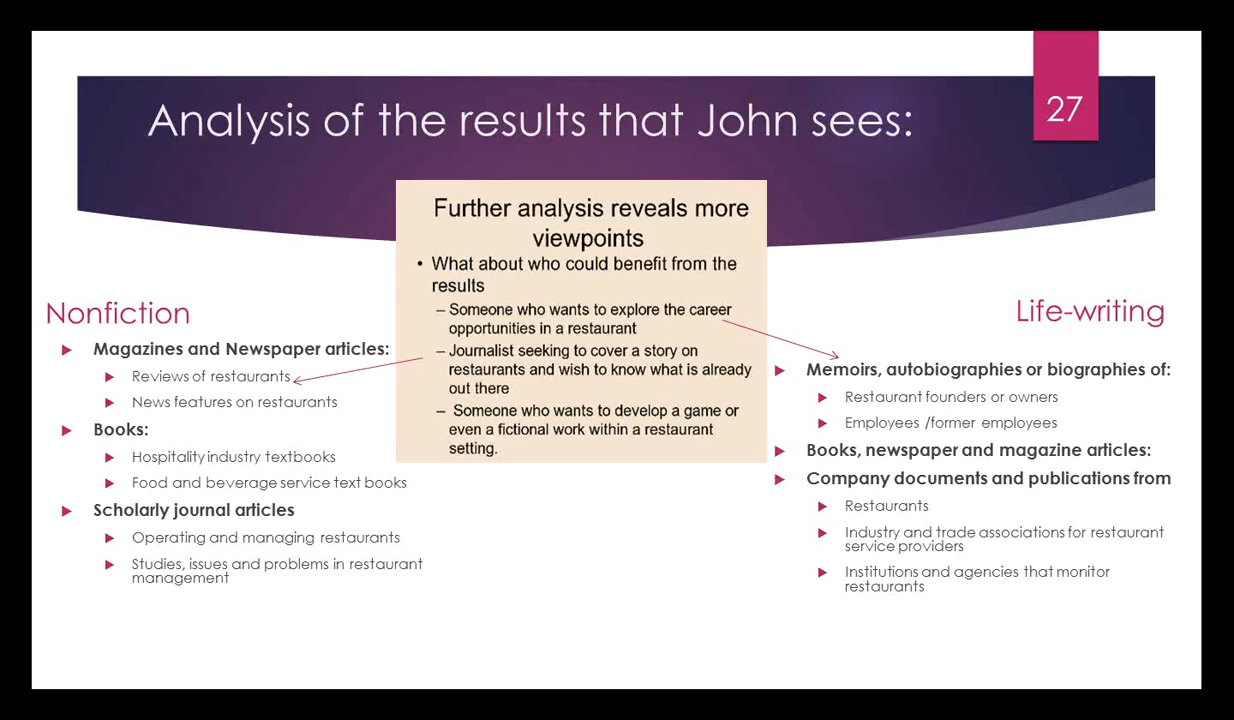 Analysis of the results that John sees:
27
Further analysis reveals more
viewpoints
• What about who could benefit from the
results
– Someone who wants to explore the career
opportunities in a restaurant
– Journalist seeking to cover a story on
restaurants and wish to know what is already
out there
– Someone who wants to develop a game or
even a fictional work within a restaurant
setting.
Nonfiction
Magazines and Newspaper articles:
Reviews of restaurants
News features on restaurants
Books:
Hospitality industry textbooks
Food and beverage service text books
Scholarly journal articles
Operating and managing restaurants
Studies, issues and problems in restaurant
management
Life-writing
Memoirs, autobiographies or biographies of:
Restaurant founders or owners
Employees /former employees
Books, newspaper and magazine articles:
Company documents and publications from
Restaurants
Industry and trade associations for restaurant
service providers
Institutions and agencies that monitor
restaurants